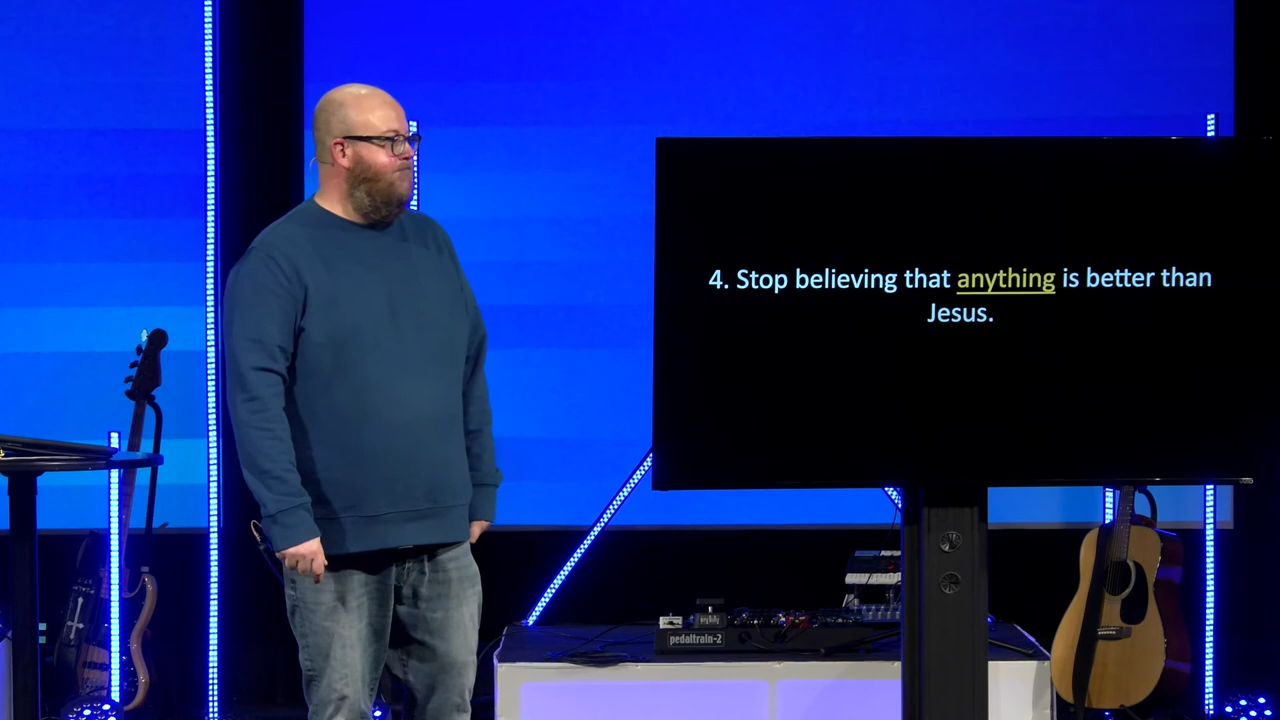 4. Stop believing that anything is better than
Jesus.
pedaltrain-2